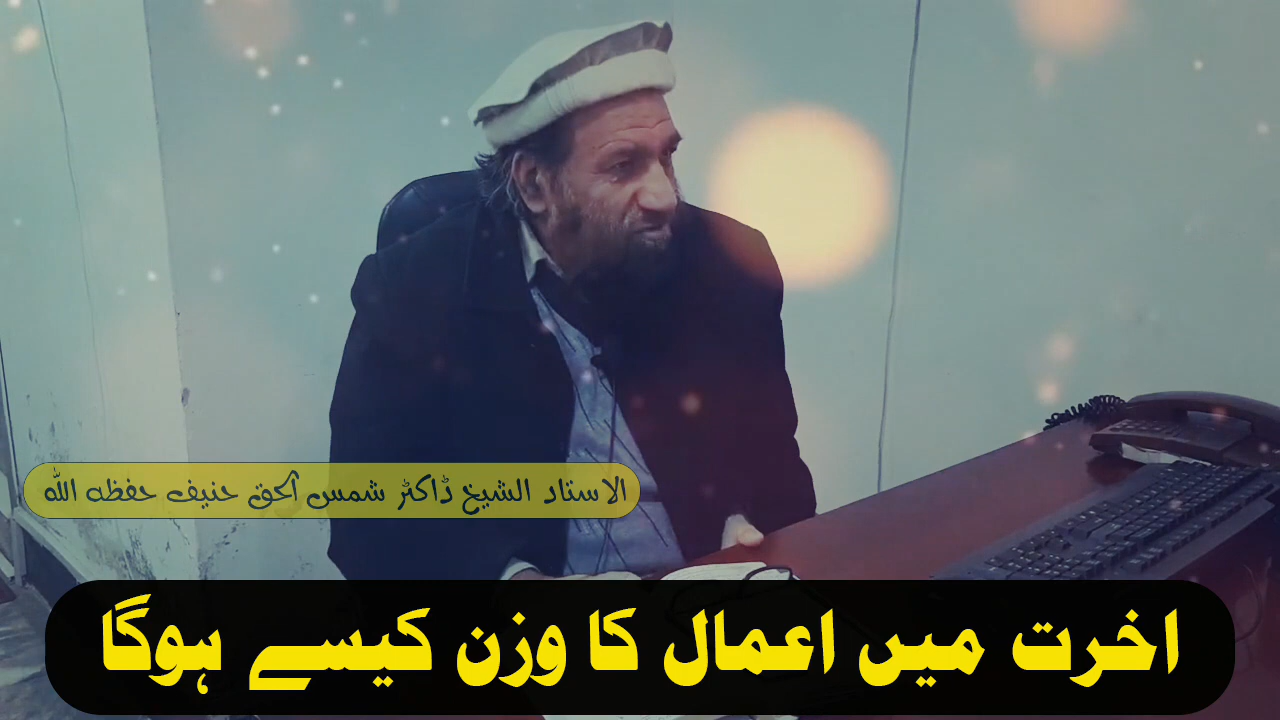 الاستاد الشیخ ڈاکٹر شمس الحق حنیف حفظہ اللہ
اخرت میں اعمال کا وزن کیسے ہوگا